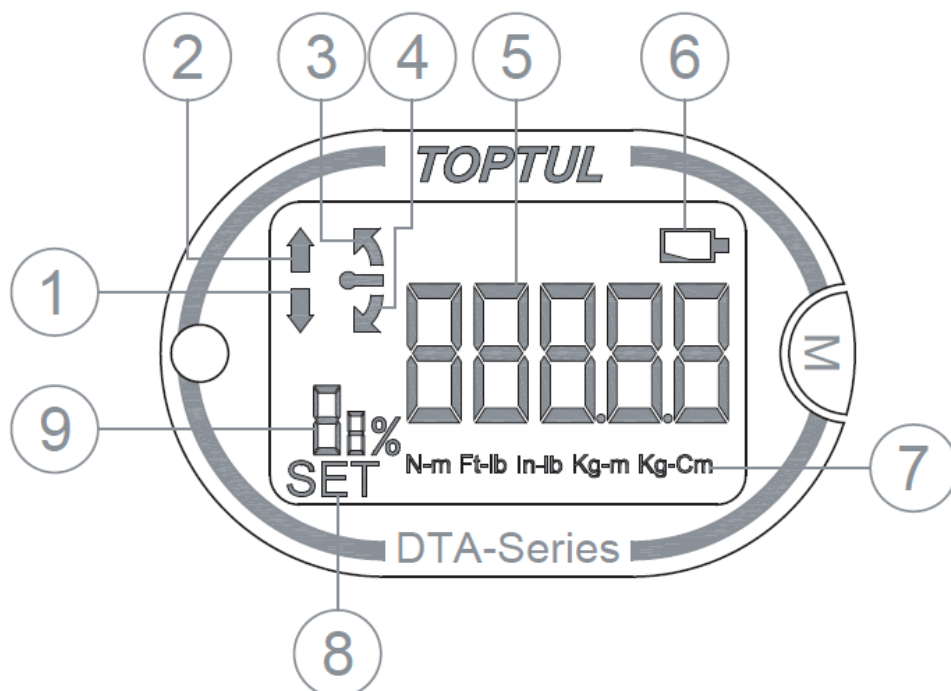 2 3 4 5 6
TOPTUL
1
88888
M
9
8.%
N-m Ft-lb In-lb Kg-m Kg-Cm
7
SET
DTA-Series
8